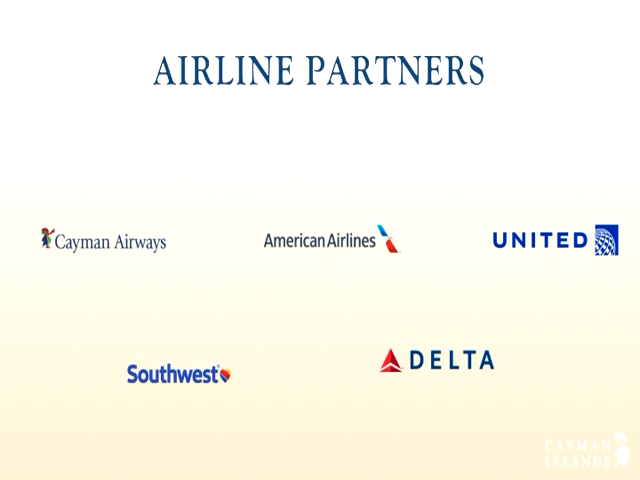 AIRLINE PARTNERS
Cayman Airways
American Airlines
UNITED
Southwest
DELTA
CAYMAN
ISLANDS